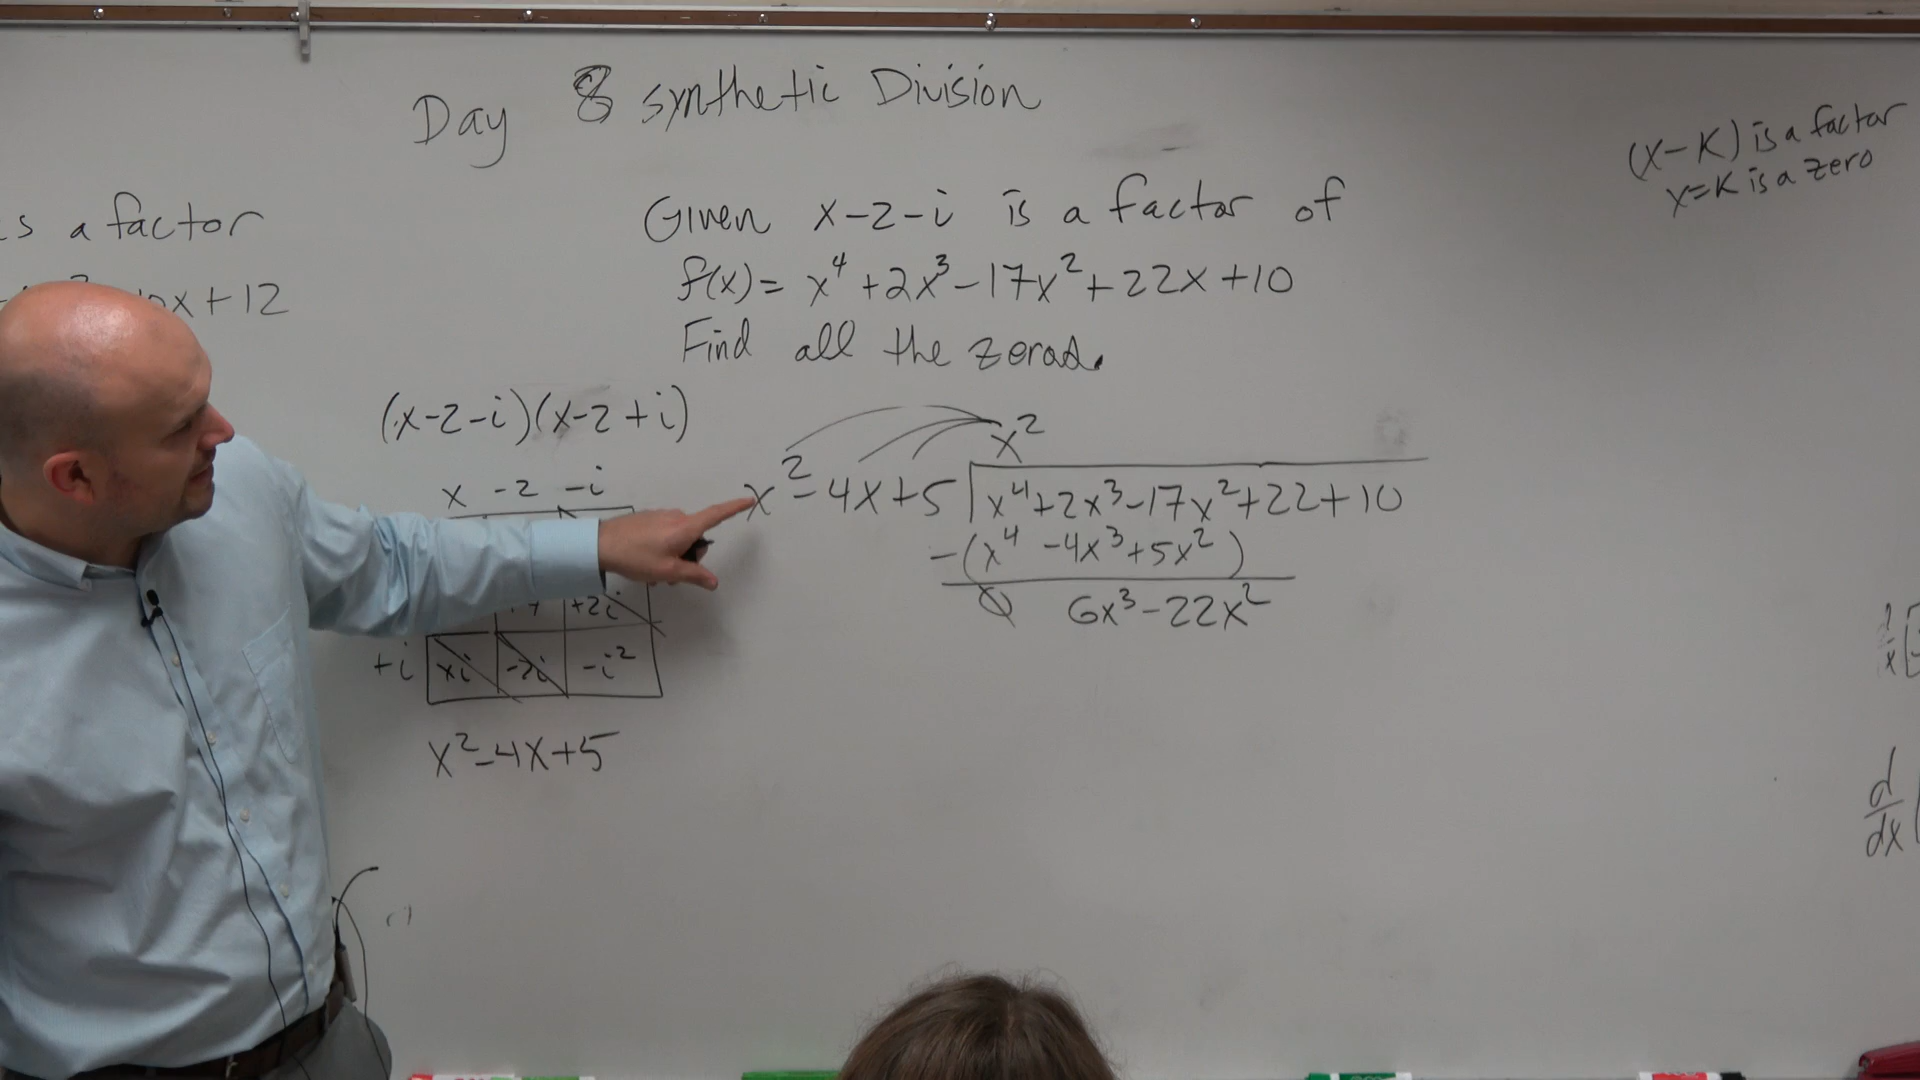 Day 8 synthetic Division
(x-K) is a factor
x=K is a zero
a factor
x+12
Given x-2-i is a factor of
f(x)= x⁴+2x³-17x²+22x+10
Find all the zeros.
(x-2-i)(x-2+i)
x -2 -i
+2i
+i xi -2i -i²
x²-4x+5
x²
x²-4x+5 x⁴+2x³-17x²+22+10
-(x⁴ -4x³+5x²)
0 6x³-22x²
d
dx